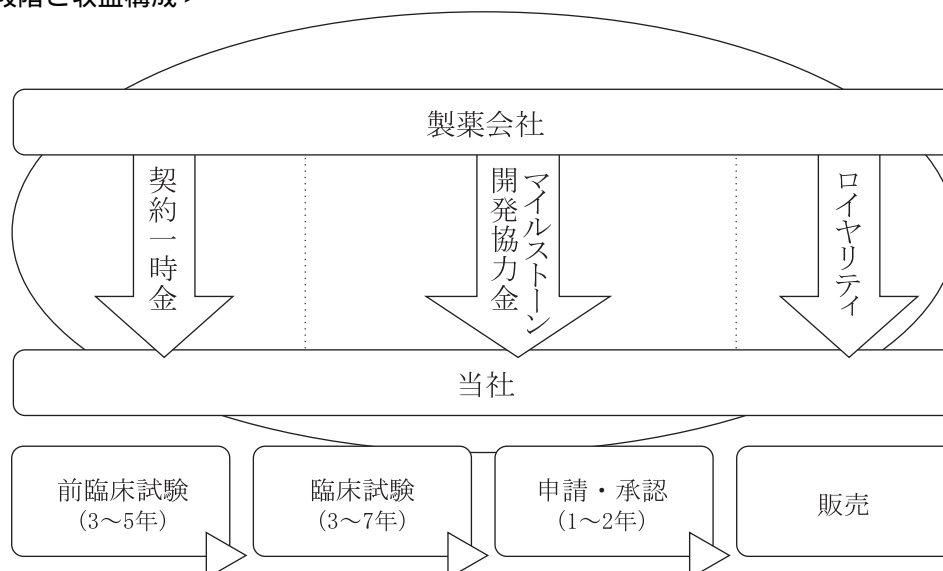 段階と収益構成＞
製薬会社
契約一時金
マイルストーン
開発協力金
ロイヤリティ
当社
前臨床試験
(3～5年)
臨床試験
(3～7年)
申請・承認
(1～2年)
販売